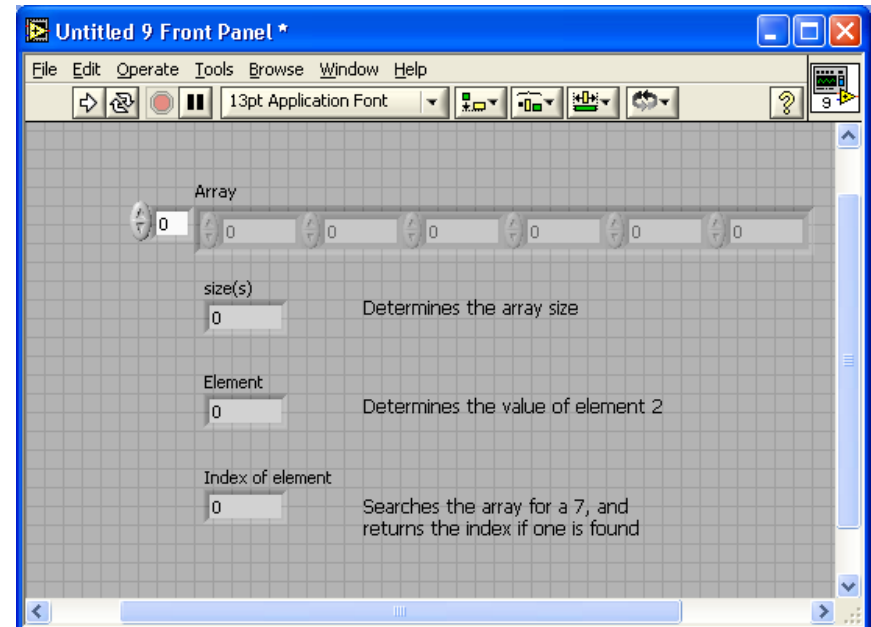 Untitled 9 Front Panel *
File Edit Operate Tools Browse Window Help
13pt Application Font
9
Array
0 0 0 0 0 0 0
size(s)
0 Determines the array size
Element
0 Determines the value of element 2
Index of element
0 Searches the array for a 7, and
returns the index if one is found